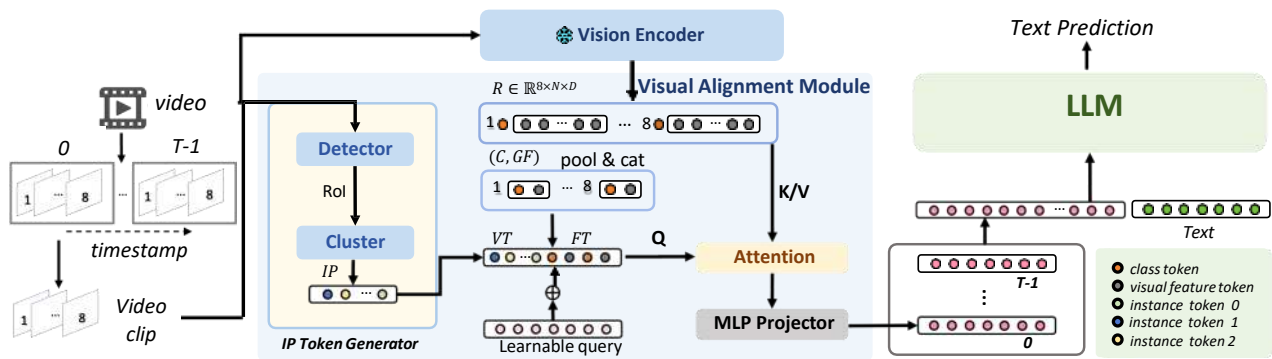 Text Prediction
Vision Encoder
LLM
R ∈ ℝ^{8×N×D}
Visual Alignment Module
video
1 ... ... 8 ...
0
T-1
Detector
(C, GF)
pool & cat
1 ... 8
1 ... 8
...
1 ... 8
RoI
K/V
timestamp
Cluster
VT
FT
Q
Attention
...
Text
IP
...
...
T-1
class token
visual feature token
instance token 0
instance token 1
instance token 2
1 ... 8
Video
clip
⋮
MLP Projector
0
IP Token Generator
Learnable query